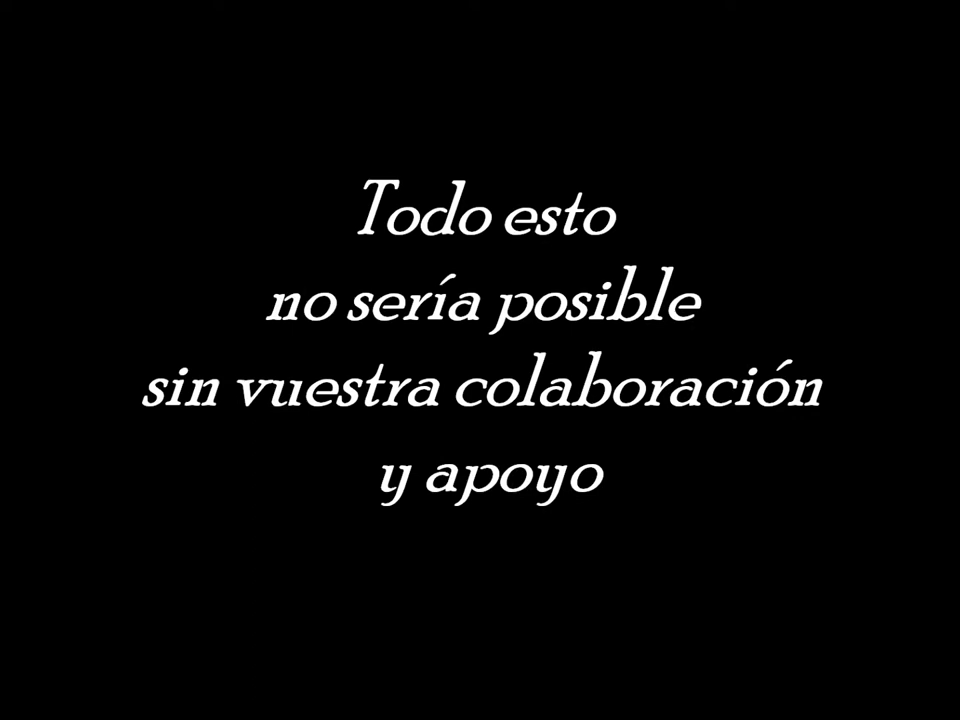 Todo esto
no sería posible
sin vuestra colaboración
y apoyo